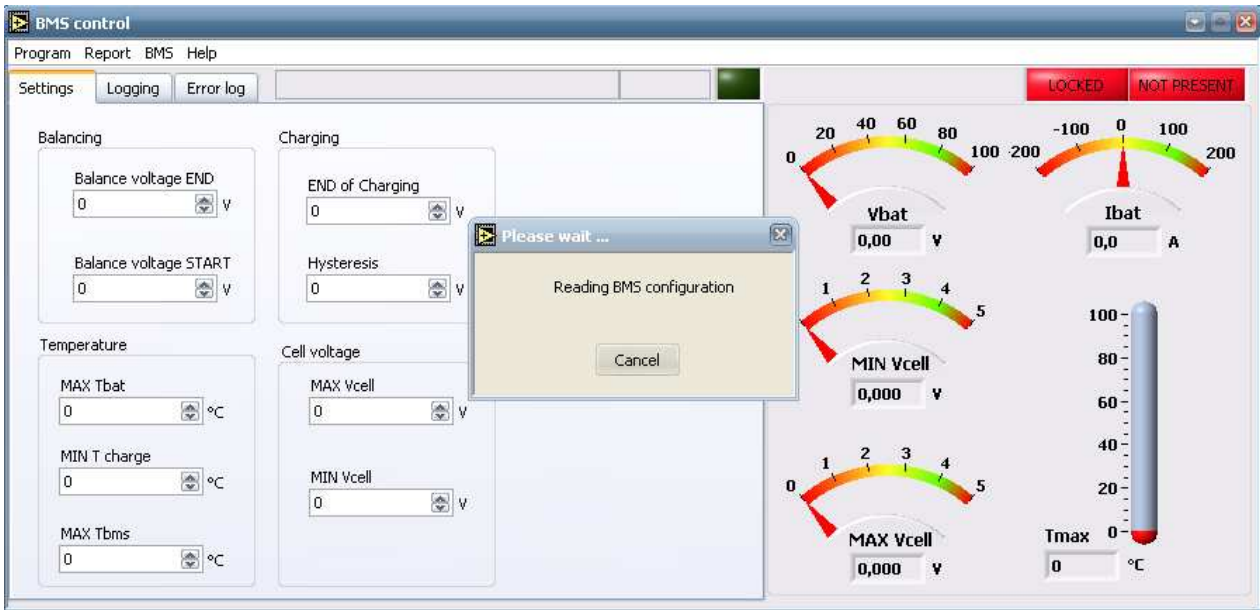 BMS control
Program Report BMS Help
Settings Logging Error log
LOCKED NOT PRESENT
Balancing
Balance voltage END
0 V
Balance voltage START
0 V
Charging
END of Charging
0 V
Hysteresis
0 V
Temperature
MAX Tbat
0 °C
MIN T charge
0 °C
MAX Tbms
0 °C
Cell voltage
MAX Vcell
0 V
MIN Vcell
0 V
Please wait ...
Reading BMS configuration
Cancel
0 20 40 60 80 100
Vbat
0,00 V
-200 -100 0 100 200
Ibat
0,0 A
0 1 2 3 4 5
MIN Vcell
0,000 V
0 1 2 3 4 5
MAX Vcell
0,000 V
100
80
60
40
20
0
Tmax
0 °C